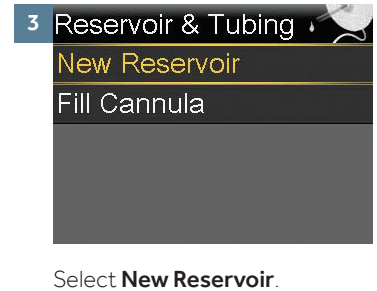 3
Reservoir & Tubing
New Reservoir
Fill Cannula
Select New Reservoir.